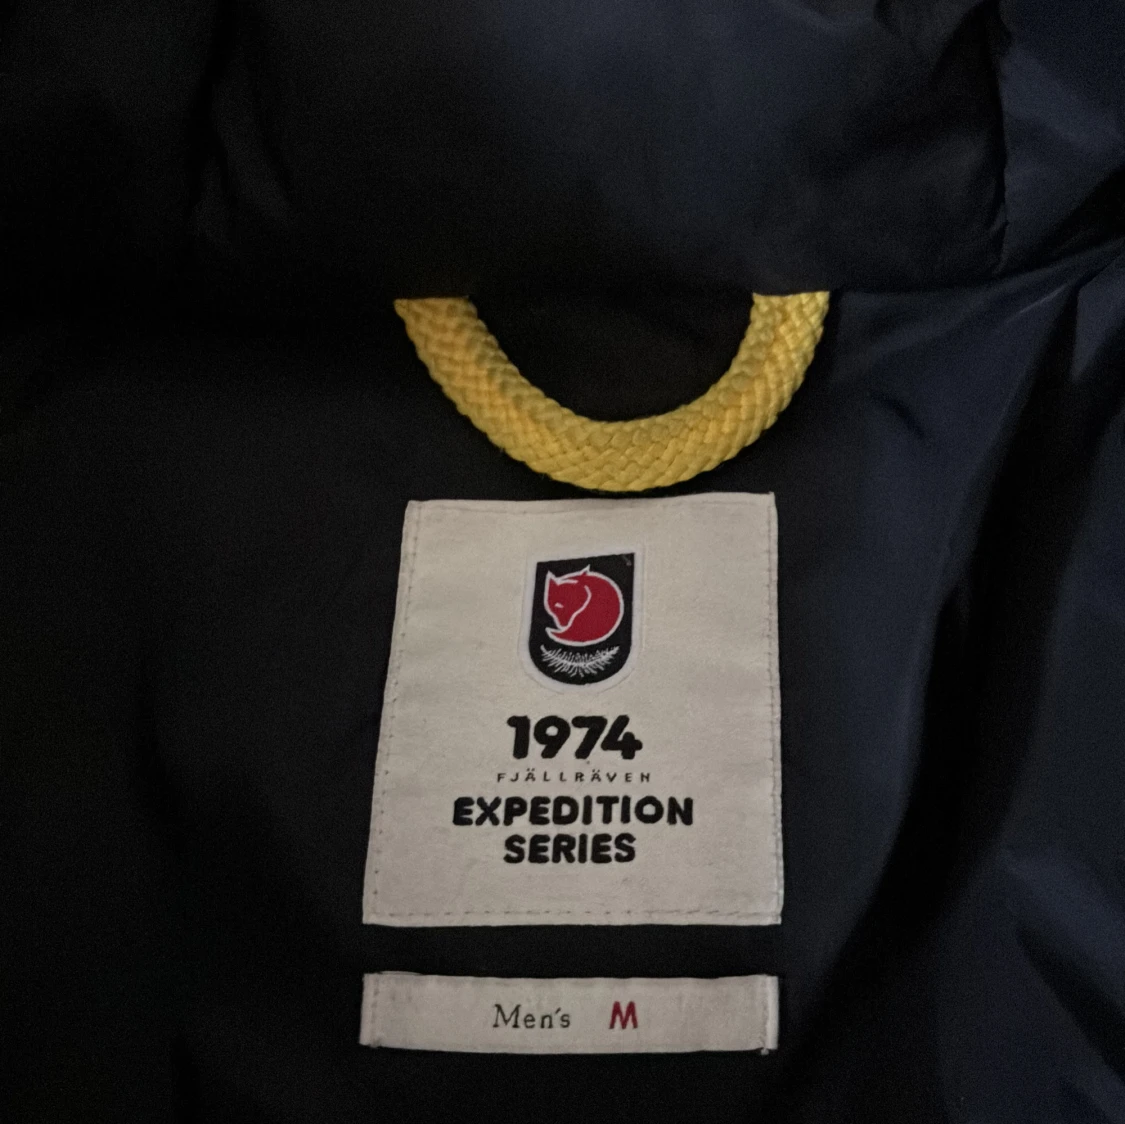 1974
FJÄLLRÄVEN
EXPEDITION
SERIES
Men's M